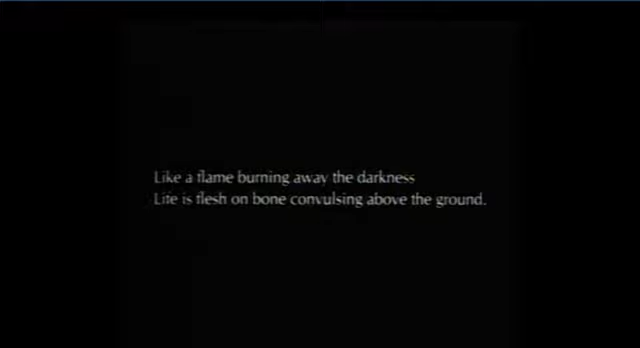 Like a flame burning away the darkness
Life is flesh on bone convulsing above the ground.